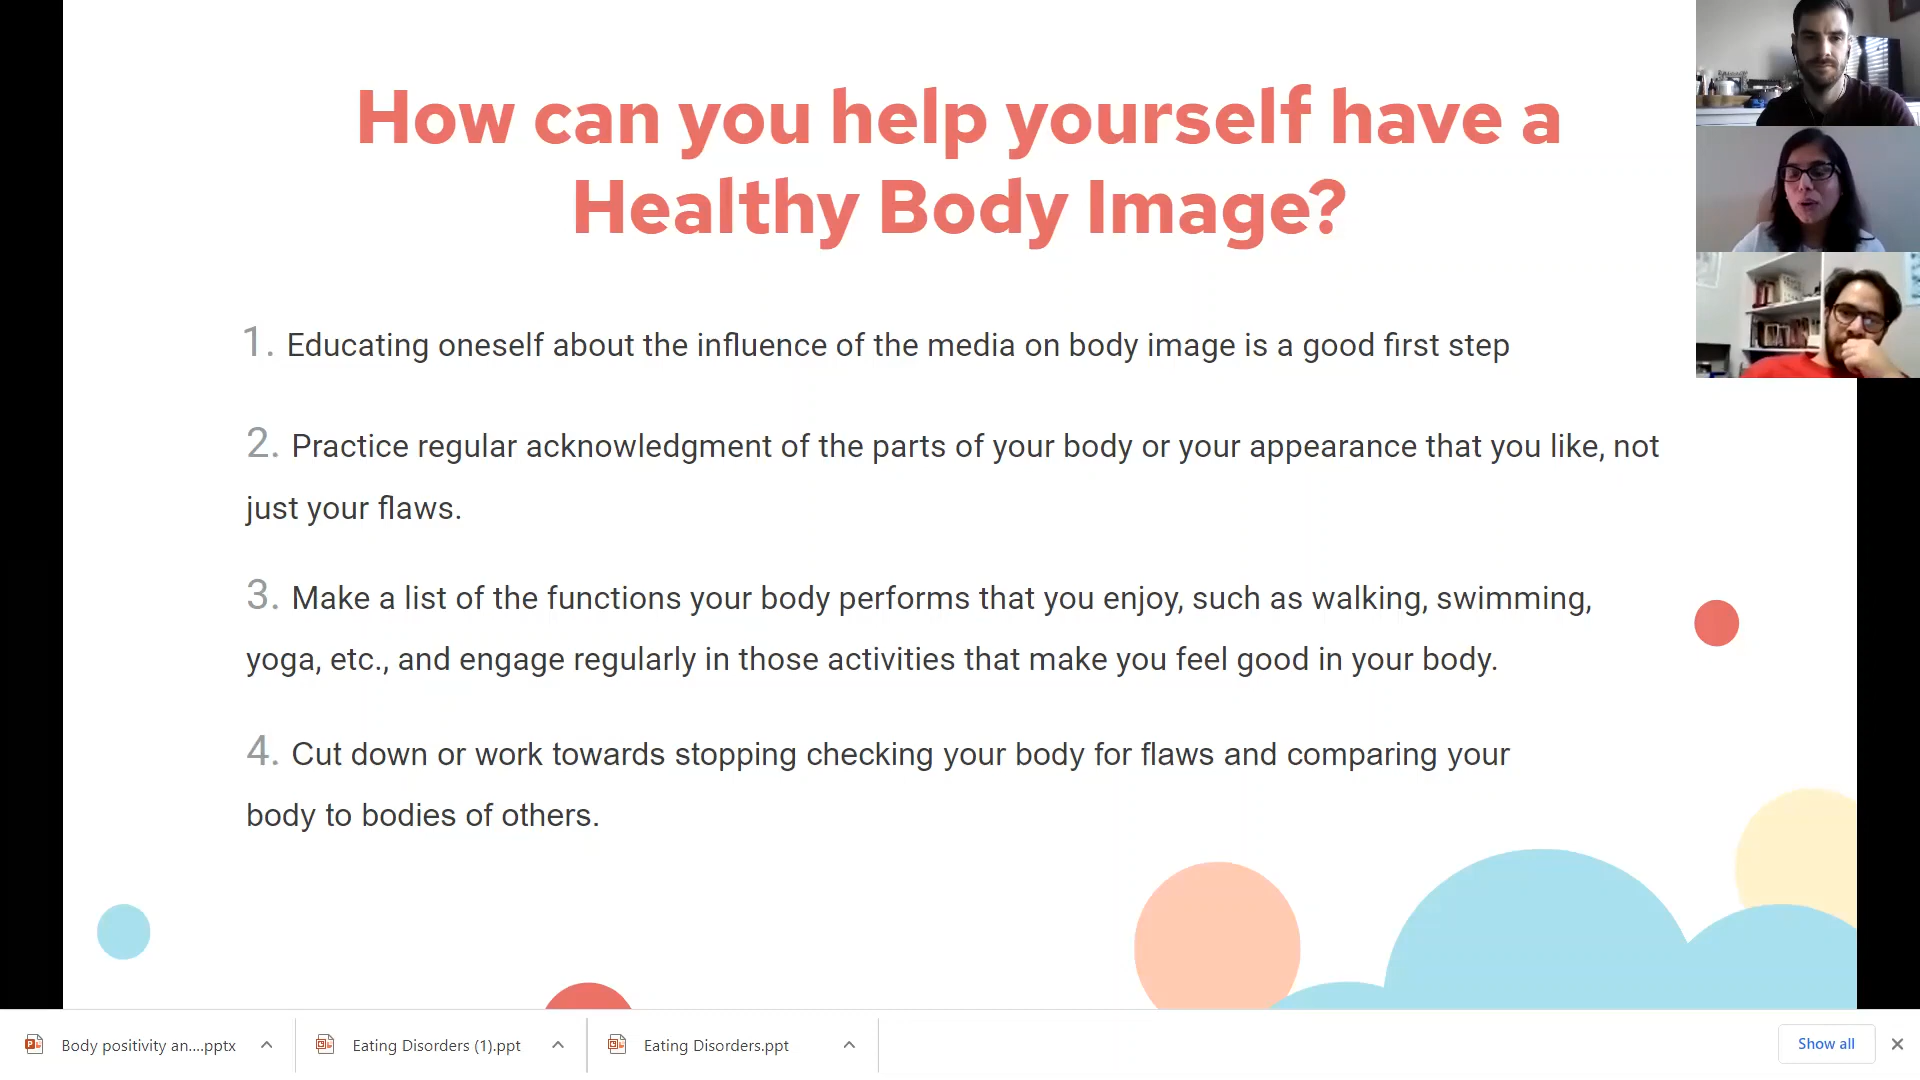 How can you help yourself have a
Healthy Body Image?
1. Educating oneself about the influence of the media on body image is a good first step
2. Practice regular acknowledgment of the parts of your body or your appearance that you like, not
just your flaws.
3. Make a list of the functions your body performs that you enjoy, such as walking, swimming,
yoga, etc., and engage regularly in those activities that make you feel good in your body.
4. Cut down or work towards stopping checking your body for flaws and comparing your
body to bodies of others.
Body positivity an....pptx
Eating Disorders (1).ppt
Eating Disorders.ppt
Show all